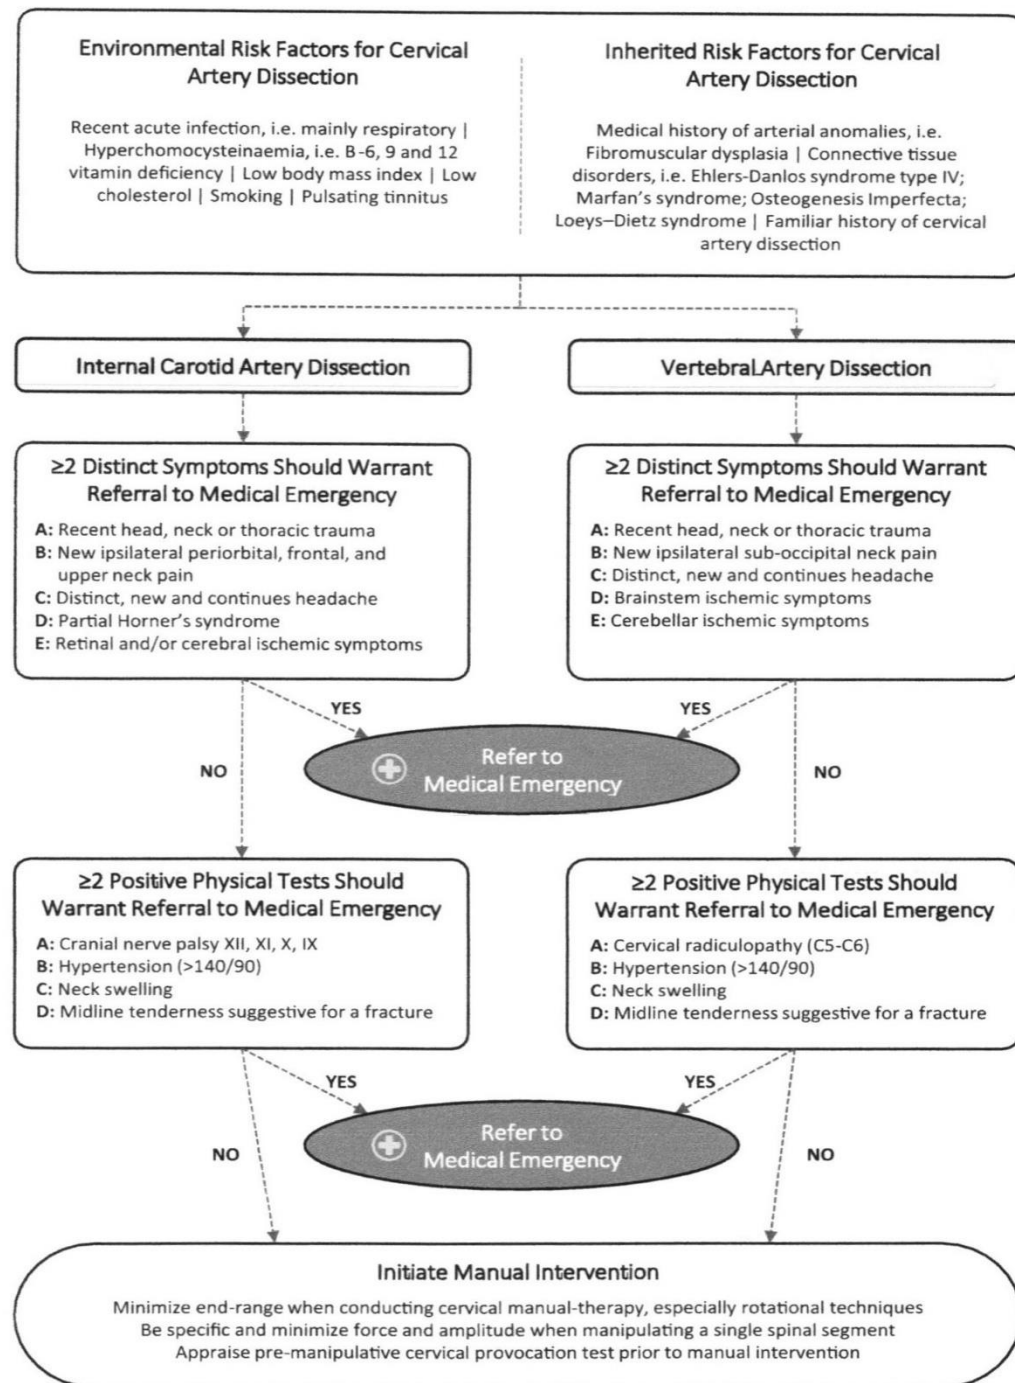 Environmental Risk Factors for Cervical
Artery Dissection
Recent acute infection, i.e. mainly respiratory |
Hyperchomocysteinaemia, i.e. B-6, 9 and 12
vitamin deficiency | Low body mass index | Low
cholesterol | Smoking | Pulsating tinnitus
Inherited Risk Factors for Cervical
Artery Dissection
Medical history of arterial anomalies, i.e.
Fibromuscular dysplasia | Connective tissue
disorders, i.e. Ehlers-Danlos syndrome type IV;
Marfan's syndrome; Osteogenesis Imperfecta;
Loeys–Dietz syndrome | Familiar history of cervical
artery dissection
Internal Carotid Artery Dissection
Vertebral Artery Dissection
≥2 Distinct Symptoms Should Warrant
Referral to Medical Emergency
A: Recent head, neck or thoracic trauma
B: New ipsilateral periorbital, frontal, and
upper neck pain
C: Distinct, new and continues headache
D: Partial Horner's syndrome
E: Retinal and/or cerebral ischemic symptoms
≥2 Distinct Symptoms Should Warrant
Referral to Medical Emergency
A: Recent head, neck or thoracic trauma
B: New ipsilateral sub-occipital neck pain
C: Distinct, new and continues headache
D: Brainstem ischemic symptoms
E: Cerebellar ischemic symptoms
YES
YES
Refer to
Medical Emergency
NO
NO
≥2 Positive Physical Tests Should
Warrant Referral to Medical Emergency
A: Cranial nerve palsy XII, XI, X, IX
B: Hypertension (>140/90)
C: Neck swelling
D: Midline tenderness suggestive for a fracture
≥2 Positive Physical Tests Should
Warrant Referral to Medical Emergency
A: Cervical radiculopathy (C5-C6)
B: Hypertension (>140/90)
C: Neck swelling
D: Midline tenderness suggestive for a fracture
YES
YES
Refer to
Medical Emergency
NO
NO
Initiate Manual Intervention
Minimize end-range when conducting cervical manual-therapy, especially rotational techniques
Be specific and minimize force and amplitude when manipulating a single spinal segment
Appraise pre-manipulative cervical provocation test prior to manual intervention